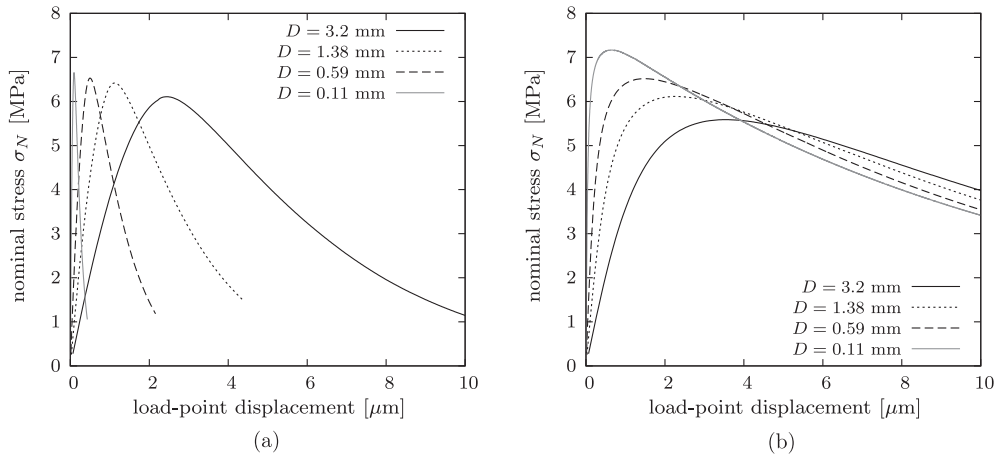 8
7
6
5
4
3
2
1
0
nominal stress σN [MPa]
D = 3.2 mm
D = 1.38 mm
D = 0.59 mm
D = 0.11 mm
0 2 4 6 8 10
load-point displacement [μm]
(a)
8
7
6
5
4
3
2
1
0
nominal stress σN [MPa]
D = 3.2 mm
D = 1.38 mm
D = 0.59 mm
D = 0.11 mm
0 2 4 6 8 10
load-point displacement [μm]
(b)